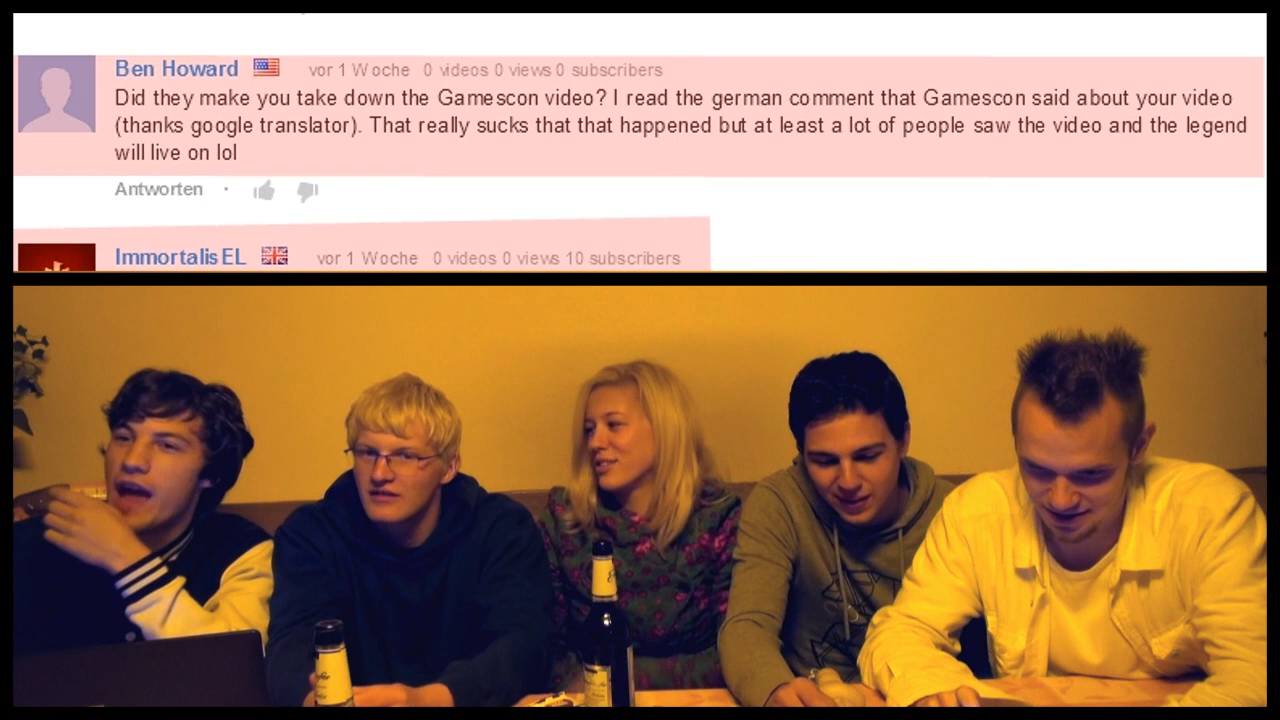 Ben Howard vor 1 Woche 0 videos 0 views 0 subscribers
Did they make you take down the Gamescon video? I read the german comment that Gamescon said about your video
(thanks google translator). That really sucks that that happened but at least a lot of people saw the video and the legend
will live on lol
Antworten ·
ImmortalisEL vor 1 Woche 0 videos 0 views 10 subscribers